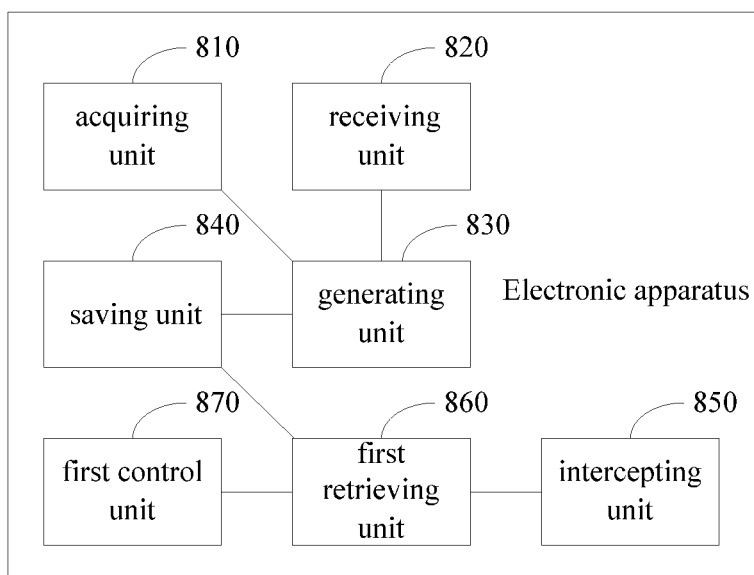 810
820
acquiring
unit
receiving
unit
840
830
saving unit
generating
unit
Electronic apparatus
870
860
850
first control
unit
first
retrieving
unit
intercepting
unit